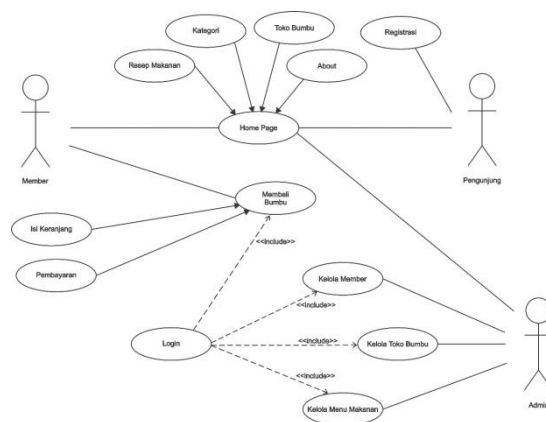 Kategori
Toko Bumbu
Registrasi
Resep Makanan
About
Home Page
Member
Pengunjung
Membeli
Bumbu
Isi Keranjang
<<include>>
Pembayaran
Kelola Member
<<include>>
Login
<<include>>
Kelola Toko Bumbu
<<include>>
Kelola Menu Makanan
Admin